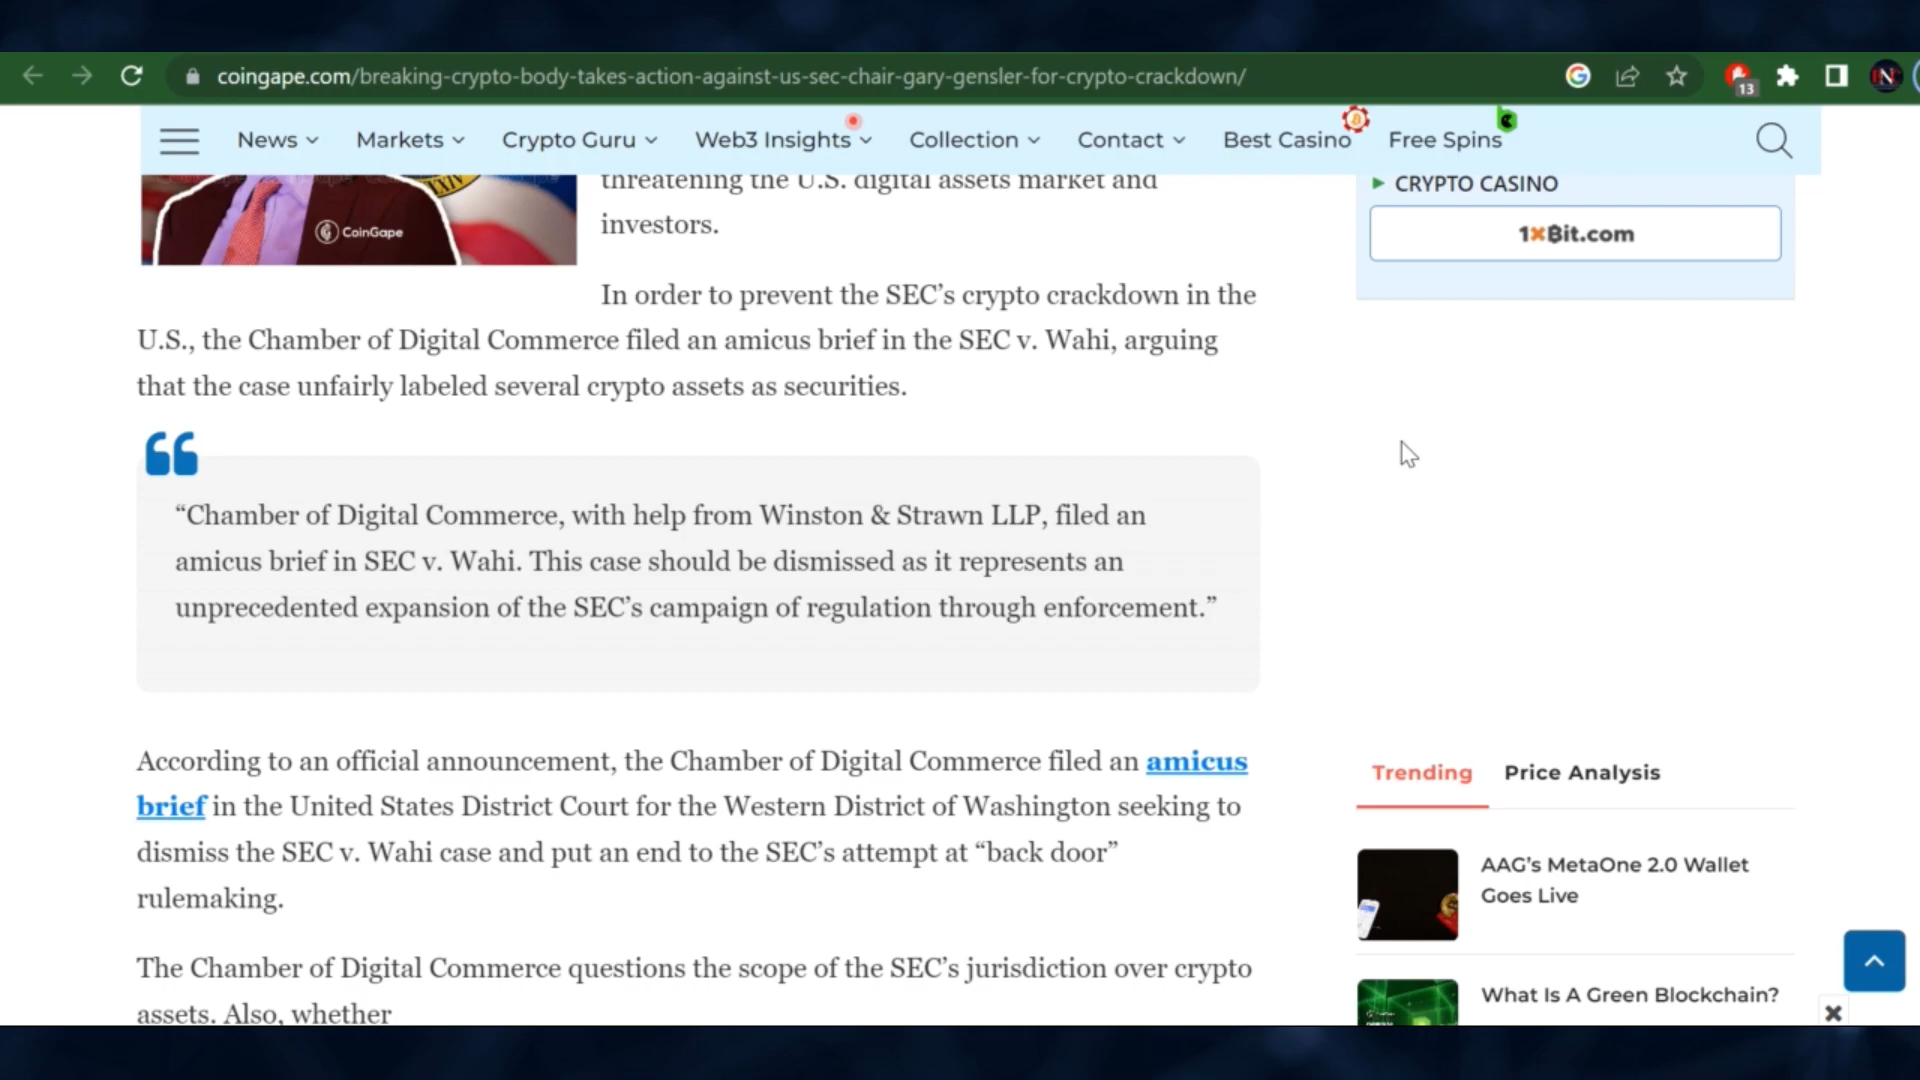 coingape.com/breaking-crypto-body-takes-action-against-us-sec-chair-gary-gensler-for-crypto-crackdown/
13
News
Markets
Crypto Guru
Web3 Insights
Collection
Contact
Best Casino
Free Spins
CoinGape
threatening the U.S. digital assets market and
investors.
In order to prevent the SEC’s crypto crackdown in the
U.S., the Chamber of Digital Commerce filed an amicus brief in the SEC v. Wahi, arguing
that the case unfairly labeled several crypto assets as securities.
“Chamber of Digital Commerce, with help from Winston & Strawn LLP, filed an
amicus brief in SEC v. Wahi. This case should be dismissed as it represents an
unprecedented expansion of the SEC’s campaign of regulation through enforcement.”
According to an official announcement, the Chamber of Digital Commerce filed an amicus
brief in the United States District Court for the Western District of Washington seeking to
dismiss the SEC v. Wahi case and put an end to the SEC’s attempt at “back door”
rulemaking.
The Chamber of Digital Commerce questions the scope of the SEC’s jurisdiction over crypto
assets. Also, whether
CRYPTO CASINO
1xBit.com
Trending
Price Analysis
AAG’s MetaOne 2.0 Wallet
Goes Live
What Is A Green Blockchain?